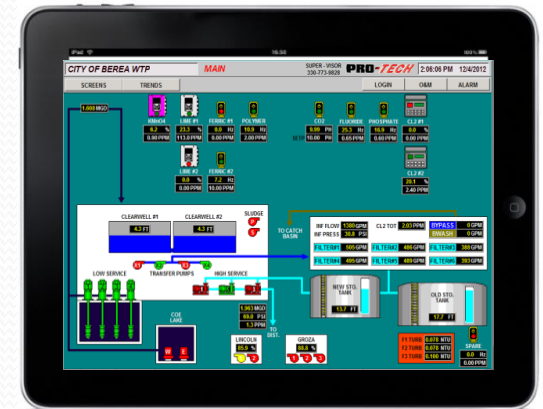 iPad
16:58
100%
CITY OF BEREA WTP
MAIN
SUPER - VISOR
330-773-9828
PRO-TECH
2:06:06 PM
12/4/2012
SCREENS
TRENDS
LOGIN
O&M
ALARM
1.608 MGD
KMnO4
6.2 %
0.90 PPM
LIME #1
23.3 %
113.0 PPM
FERRIC #1
0.00 PPM
POLYMER
10.9 Hz
2.00 PPM
CO2
9.99 PH
SETP 10.00 PH
FLUORIDE
25.3 Hz
0.65 PPM
PHOSPHATE
16.0 Hz
0.60 PPM
CL2 #1
0.0 %
0.00 PPM
LIME #2
0.0 %
0.00 PPM
FERRIC #2
7.2 Hz
10.00 PPM
CL2 #2
20.1 %
2.40 PPM
CLEARWELL #1
4.3 FT
CLEARWELL #2
4.3 FT
SLUDGE
TO CATCH
BASIN
INF FLOW 1380 GPM
INF PRESS 30.8 PSI
CL2 TOT 2.03 PPM
BYPASS 0 GPM
BWASH 0 GPM
FILTER#1 505 GPM
FILTER#2 486 GPM
FILTER#3 388 GPM
FILTER#4 495 GPM
FILTER#5 489 GPM
FILTER#6 393 GPM
LOW SERVICE
TRANSFER PUMPS
HIGH SERVICE
NEW STO.
TANK
13.7 FT
OLD STO.
TANK
17.7 FT
COE
LAKE
W
E
1.963 MGD
69.0 PSI
1.3 PPM
TO
DIST.
LINCOLN
85.9 %
GROZA
88.8 %
F1 TURB 0.078 NTU
F2 TURB 0.078 NTU
F3 TURB 0.100 NTU
SPARE
0.0 Hz
0.00 PPM